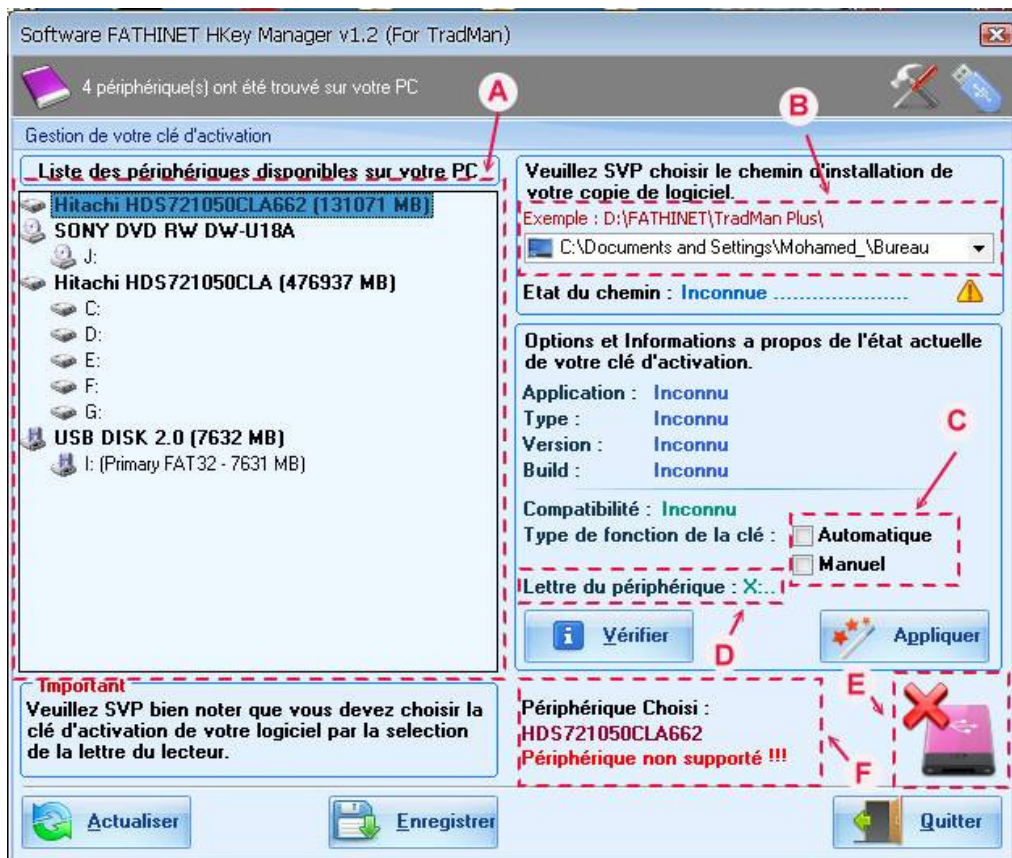 Software FATHINET HKey Manager v1.2 (For TradMan)
4 périphérique(s) ont été trouvé sur votre PC
A
B
Gestion de votre clé d'activation
Liste des périphériques disponibles sur votre PC
Hitachi HDS721050CLA662 (131071 MB)
SONY DVD RW DW-U18A
J:
Hitachi HDS721050CLA (476937 MB)
C:
D:
E:
F:
G:
USB DISK 2.0 (7632 MB)
I: (Primary FAT32 - 7631 MB)
Veuillez SVP choisir le chemin d'installation de
votre copie de logiciel.
Exemple : D:\FATHINET\TradMan Plus\
C:\Documents and Settings\Mohamed_\Bureau
Etat du chemin : Inconnue ......................
Options et Informations a propos de l'état actuelle
de votre clé d'activation.
Application : Inconnu
Type : Inconnu
Version : Inconnu
Build : Inconnu
C
Compatibilité : Inconnu
Type de fonction de la clé : Automatique
Manuel
Lettre du périphérique : X:..
Vérifier
Appliquer
D
Important
Veuillez SVP bien noter que vous devez choisir la
clé d'activation de votre logiciel par la selection
de la lettre du lecteur.
Périphérique Choisi :
HDS721050CLA662
Périphérique non supporté !!!
E
F
Actualiser
Enregistrer
Quitter